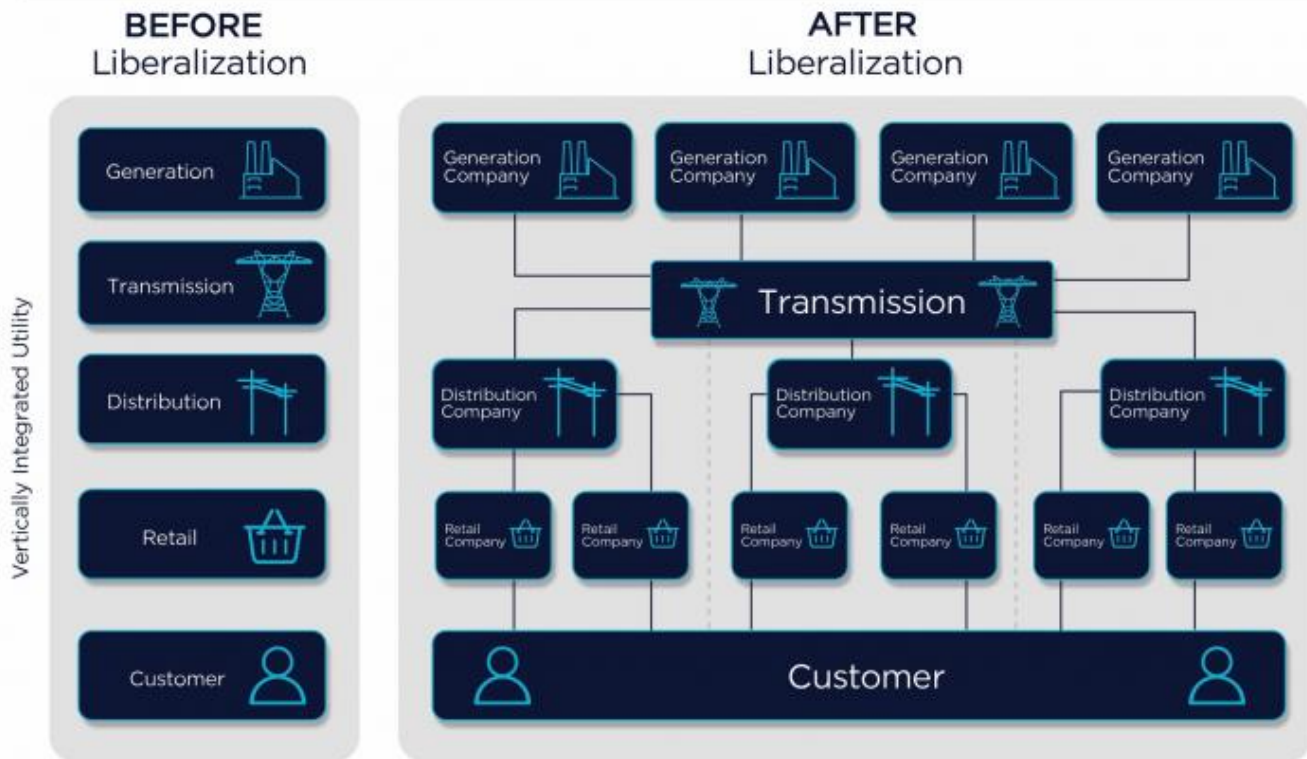 BEFORE
Liberalization
Vertically Integrated Utility
Generation
Transmission
Distribution
Retail
Customer
AFTER
Liberalization
Generation
Company
Generation
Company
Generation
Company
Generation
Company
Transmission
Distribution
Company
Distribution
Company
Distribution
Company
Retail
Company
Retail
Company
Retail
Company
Retail
Company
Retail
Company
Retail
Company
Customer